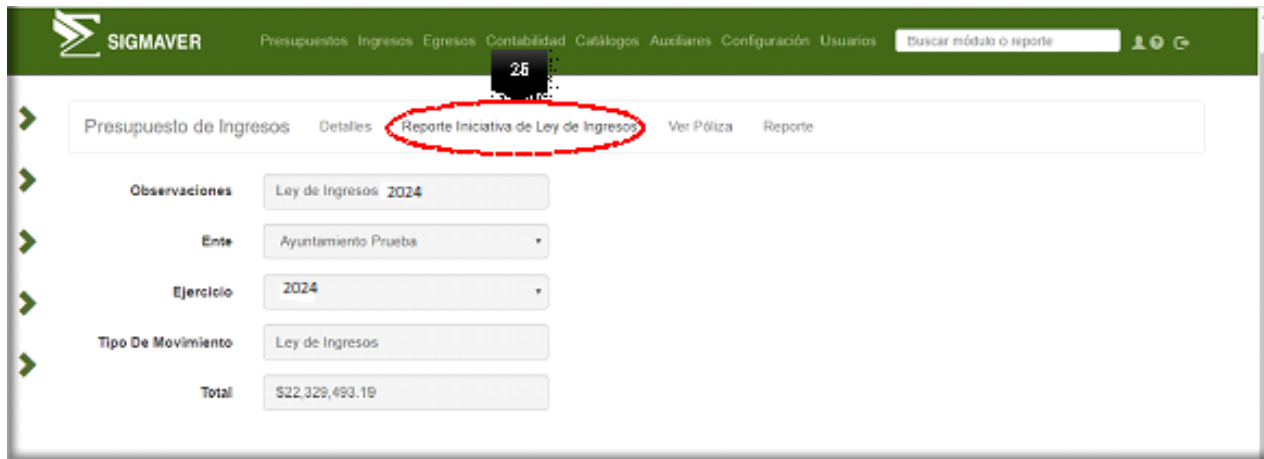 SIGMAVER Presupuestos Ingresos Egresos Contabilidad Catálogos Auxiliares Configuración Usuarios Buscar módulo o reporte
25
Presupuesto de Ingresos Detalles Reporte Iniciativa de Ley de Ingresos Ver Póliza Reporte
Observaciones Ley de Ingresos 2024
Ente Ayuntamiento Prueba
Ejercicio 2024
Tipo De Movimiento Ley de Ingresos
Total $22,329,493.19